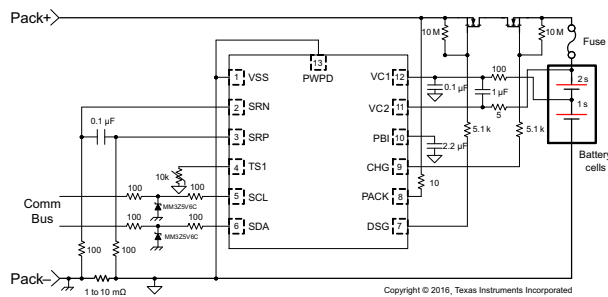 Pack+
10 M
10 M
Fuse
13
PWPD
1 VSS
VC1 12
100
0.1 µF
1 µF
2 s
2 SRN
VC2 11
5
1 s
0.1 µF
3 SRP
PBI 10
5.1 k
5.1 k
2.2 µF
Battery
cells
10k
4 TS1
CHG 9
Comm
Bus
100
100
5 SCL
PACK 8
10
MM3Z5V6C
100
100
6 SDA
DSG 7
MM3Z5V6C
100
100
Pack–
1 to 10 mΩ
Copyright © 2016, Texas Instruments Incorporated